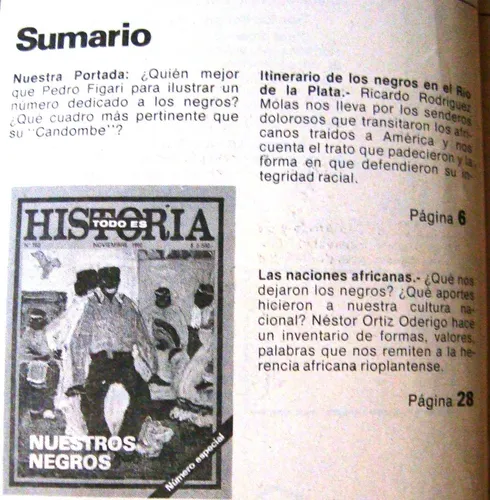 Sumario
Nuestra Portada: ¿Quién mejor
que Pedro Figari para ilustrar un
número dedicado a los negros?
¿Qué cuadro más pertinente que
su "Candombe"?
HISTORIA
TODO ES
NOVIEMBRE
NUESTROS
NEGROS
Número especial
Itinerario de los negros en el Río
de la Plata.- Ricardo Rodríguez
Molas nos lleva por los senderos
dolorosos que transitaron los afri-
canos traídos a América y nos
cuenta el trato que padecieron y la
forma en que defendieron su in-
tegridad racial.
Página 6
Las naciones africanas.- ¿Qué nos
dejaron los negros? ¿Qué aportes
hicieron a nuestra cultura na-
cional? Néstor Ortiz Oderigo hace
un inventario de formas, valores,
palabras que nos remiten a la he-
rencia africana rioplatense.
Página 28